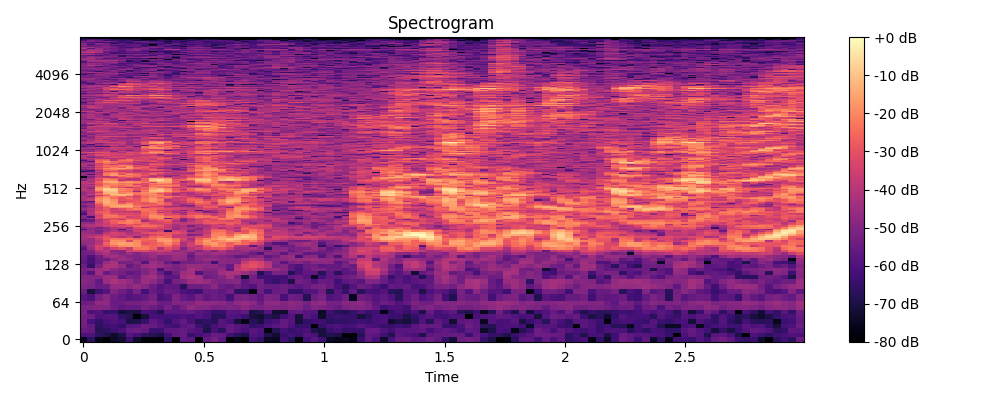 Spectrogram
4096
2048
1024
512
256
128
64
0
Hz
0
0.5
1
1.5
2
2.5
Time
+0 dB
-10 dB
-20 dB
-30 dB
-40 dB
-50 dB
-60 dB
-70 dB
-80 dB